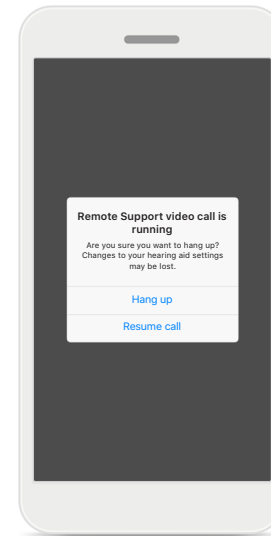 Remote Support video call is
running
Are you sure you want to hang up?
Changes to your hearing aid settings
may be lost.
Hang up
Resume call